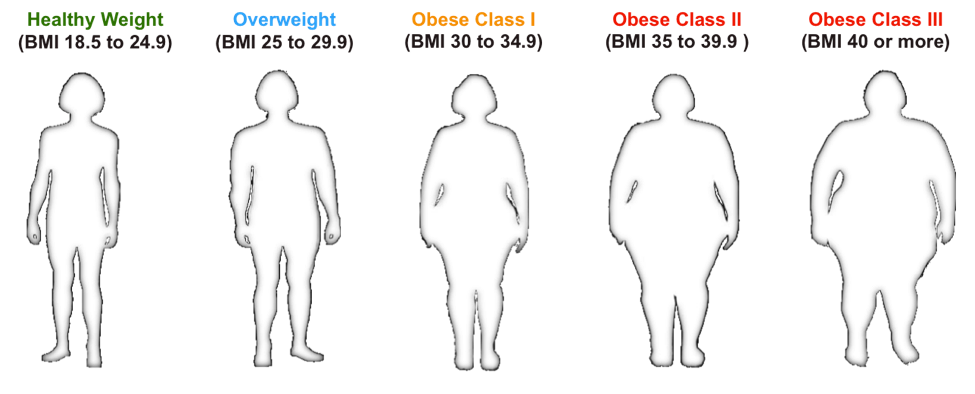 Healthy Weight
(BMI 18.5 to 24.9)
Overweight
(BMI 25 to 29.9)
Obese Class I
(BMI 30 to 34.9)
Obese Class II
(BMI 35 to 39.9 )
Obese Class III
(BMI 40 or more)